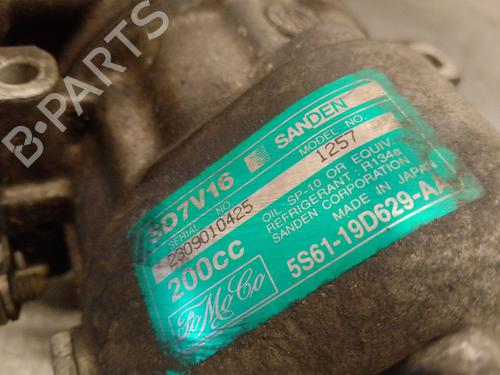 B-PARTS
SD7V16 SANDEN
SERIAL NO MODEL NO.
2309010425 1257
200CC OIL: SP-10 OR EQUIV.
REFRIGERANT: R134a
SANDEN CORPORATION
MADE IN JAPAN
FoMoCo 5S61-19D629-AA